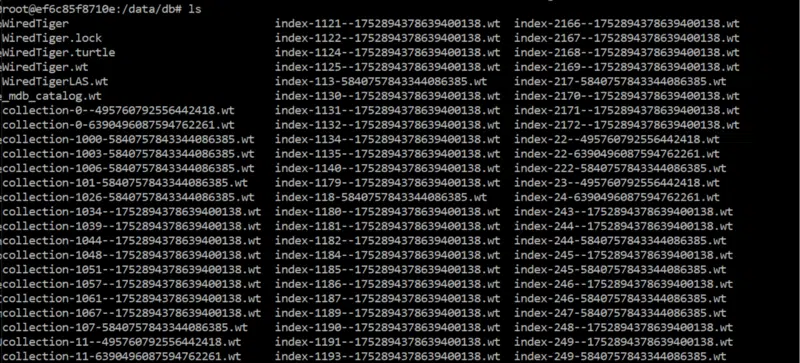 root@ef6c85f8710e:/data/db# ls
WiredTiger index-1121--1752894378639400138.wt index-2166--1752894378639400138.wt
WiredTiger.lock index-1122--1752894378639400138.wt index-2167--1752894378639400138.wt
WiredTiger.turtle index-1124--1752894378639400138.wt index-2168--1752894378639400138.wt
WiredTiger.wt index-1125--1752894378639400138.wt index-2169--1752894378639400138.wt
WiredTigerLAS.wt index-113-5840757843344086385.wt index-217-5840757843344086385.wt
_mdb_catalog.wt index-1130--1752894378639400138.wt index-2170--1752894378639400138.wt
collection-0--495760792556442418.wt index-1131--1752894378639400138.wt index-2171--1752894378639400138.wt
collection-0-6390496087594762261.wt index-1132--1752894378639400138.wt index-2172--1752894378639400138.wt
collection-1000-5840757843344086385.wt index-1134--1752894378639400138.wt index-22--495760792556442418.wt
collection-1003-5840757843344086385.wt index-1135--1752894378639400138.wt index-22-6390496087594762261.wt
collection-1006-5840757843344086385.wt index-1140--1752894378639400138.wt index-222-5840757843344086385.wt
collection-101-5840757843344086385.wt index-1179--1752894378639400138.wt index-23--495760792556442418.wt
collection-1026-5840757843344086385.wt index-118-5840757843344086385.wt index-24-6390496087594762261.wt
collection-1034--1752894378639400138.wt index-1180--1752894378639400138.wt index-243--1752894378639400138.wt
collection-1039--1752894378639400138.wt index-1181--1752894378639400138.wt index-244--1752894378639400138.wt
collection-1044--1752894378639400138.wt index-1182--1752894378639400138.wt index-244-5840757843344086385.wt
collection-1048--1752894378639400138.wt index-1184--1752894378639400138.wt index-245--1752894378639400138.wt
collection-1051--1752894378639400138.wt index-1185--1752894378639400138.wt index-245-5840757843344086385.wt
collection-1057--1752894378639400138.wt index-1186--1752894378639400138.wt index-246--1752894378639400138.wt
collection-1061--1752894378639400138.wt index-1187--1752894378639400138.wt index-246-5840757843344086385.wt
collection-1067--1752894378639400138.wt index-1189--1752894378639400138.wt index-247-5840757843344086385.wt
collection-107-5840757843344086385.wt index-1190--1752894378639400138.wt index-248--1752894378639400138.wt
collection-11--495760792556442418.wt index-1191--1752894378639400138.wt index-249--1752894378639400138.wt
collection-11-6390496087594762261.wt index-1193--1752894378639400138.wt index-249-5840757843344086385.wt